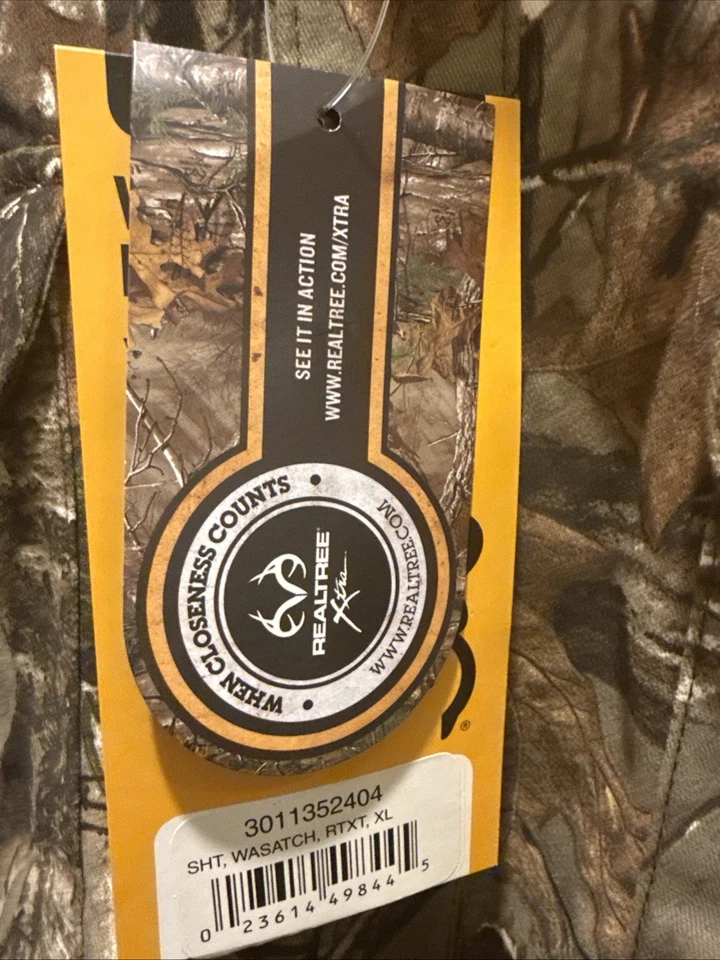 SEE IT IN ACTION
WWW.REALTREE.COM/XTRA
WHEN CLOSENESS COUNTS
REALTREE®
Xtra
WWW.REALTREE.COM
®
3011352404
SHT, WASATCH, RTXT, XL
0 23614 49844 5